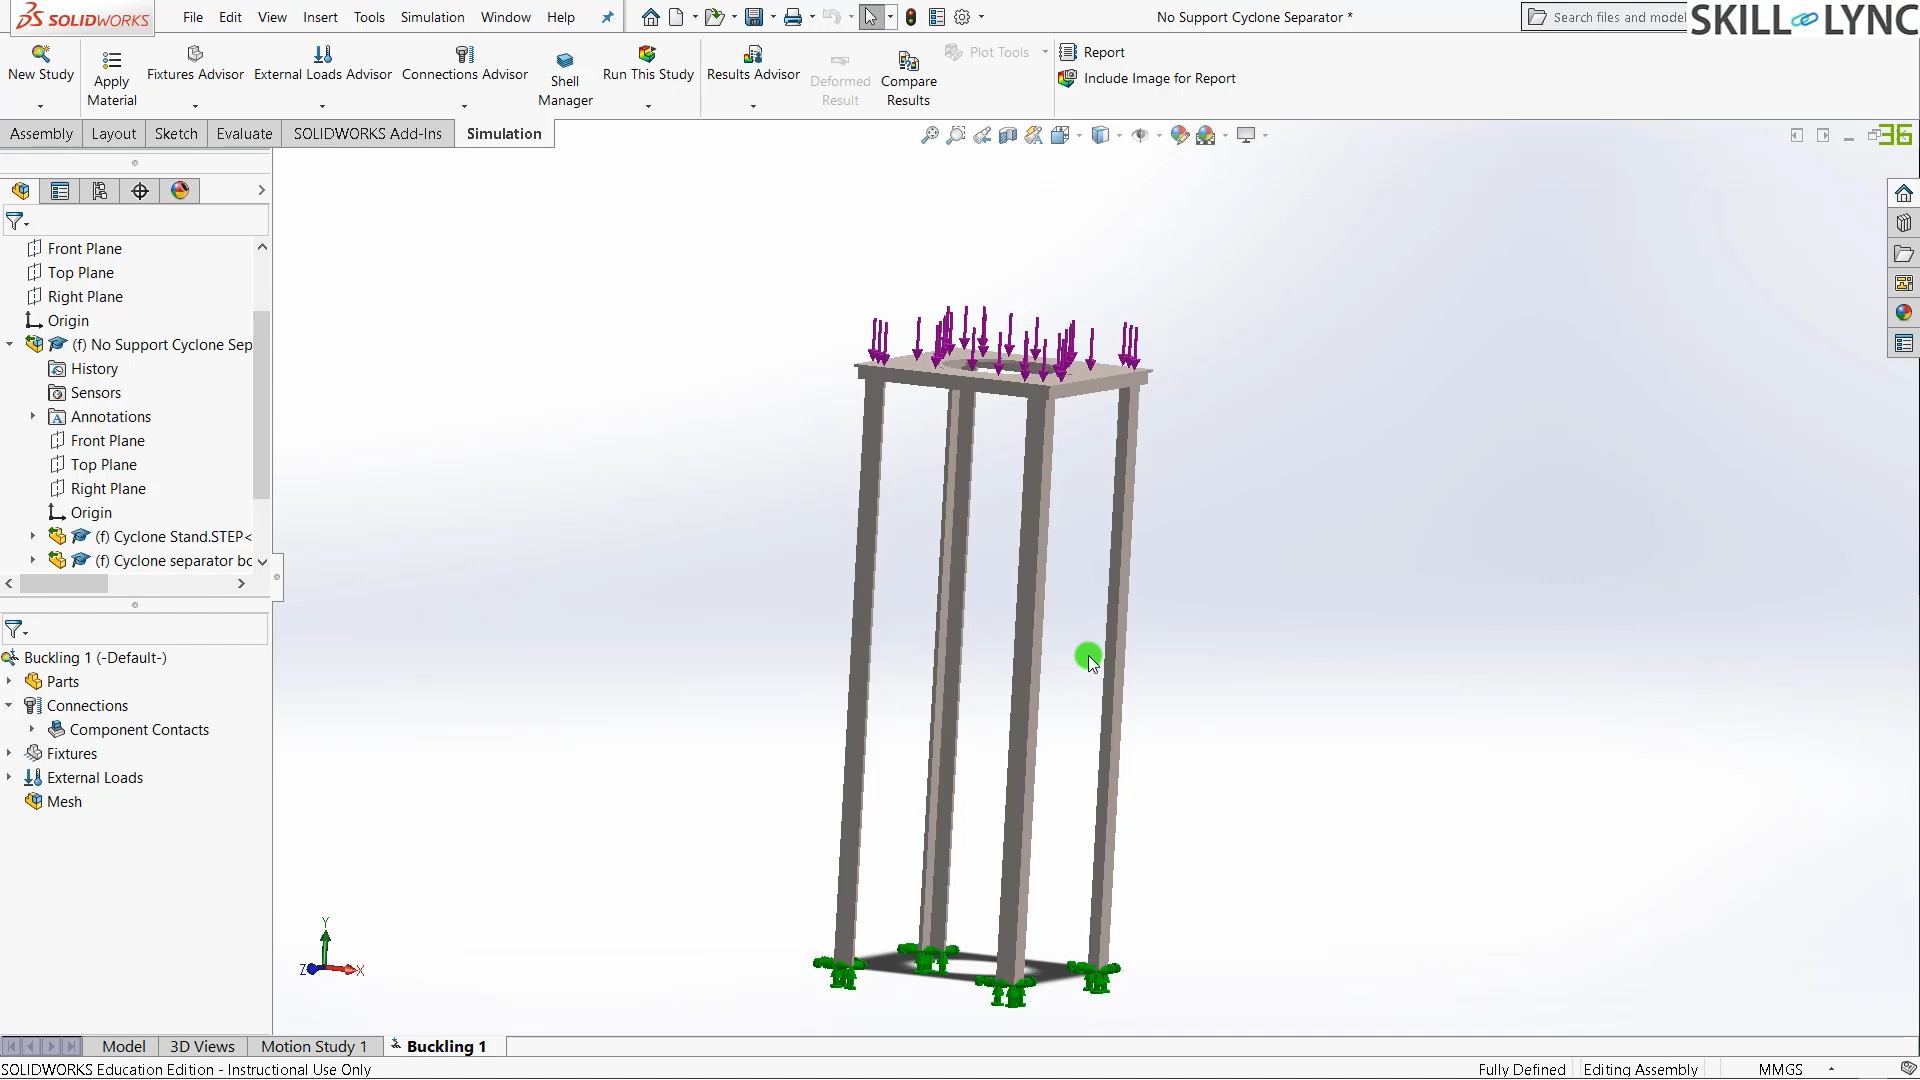 SOLIDWORKS
File Edit View Insert Tools Simulation Window Help
No Support Cyclone Separator *
Search files and model
SKILL LYNC
New Study
Apply Material
Fixtures Advisor
External Loads Advisor
Connections Advisor
Shell Manager
Run This Study
Results Advisor
Deformed Result
Compare Results
Plot Tools
Report
Include Image for Report
Assembly Layout Sketch Evaluate SOLIDWORKS Add-Ins Simulation
36
Front Plane
Top Plane
Right Plane
Origin
(f) No Support Cyclone Sep
History
Sensors
Annotations
Front Plane
Top Plane
Right Plane
Origin
(f) Cyclone Stand.STEP<
(f) Cyclone separator bc
Buckling 1 (-Default-)
Parts
Connections
Component Contacts
Fixtures
External Loads
Mesh
Y
Z X
Model 3D Views Motion Study 1 Buckling 1
SOLIDWORKS Education Edition - Instructional Use Only
Fully Defined Editing Assembly MMGS